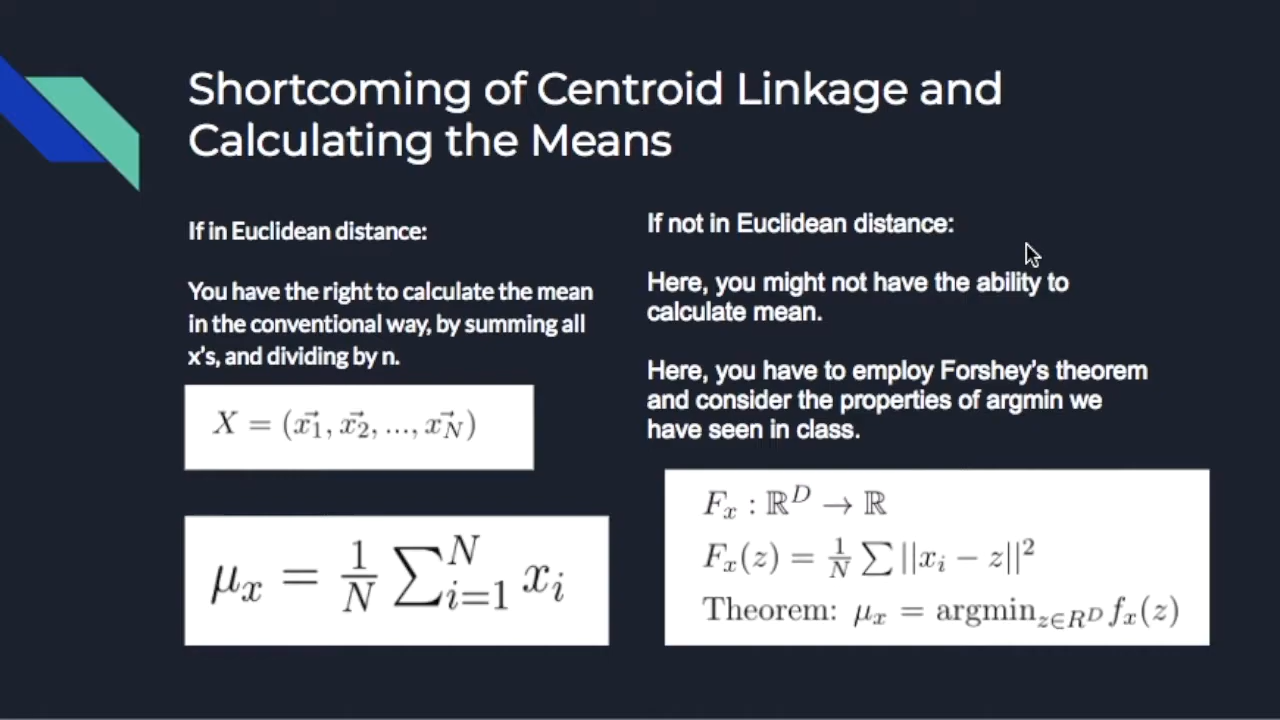 Shortcoming of Centroid Linkage and
Calculating the Means
If in Euclidean distance:
You have the right to calculate the mean
in the conventional way, by summing all
x's, and dividing by n.
X = (x⃗₁, x⃗₂, ..., x⃗_N)
μₓ = 1/N ∑ᵢ₌₁ᴺ xᵢ
If not in Euclidean distance:
Here, you might not have the ability to
calculate mean.
Here, you have to employ Forshey's theorem
and consider the properties of argmin we
have seen in class.
Fₓ : ℝᴰ → ℝ
Fₓ(z) = 1/N ∑ ||xᵢ − z||²
Theorem: μₓ = argmin_{z∈Rᴰ} fₓ(z)